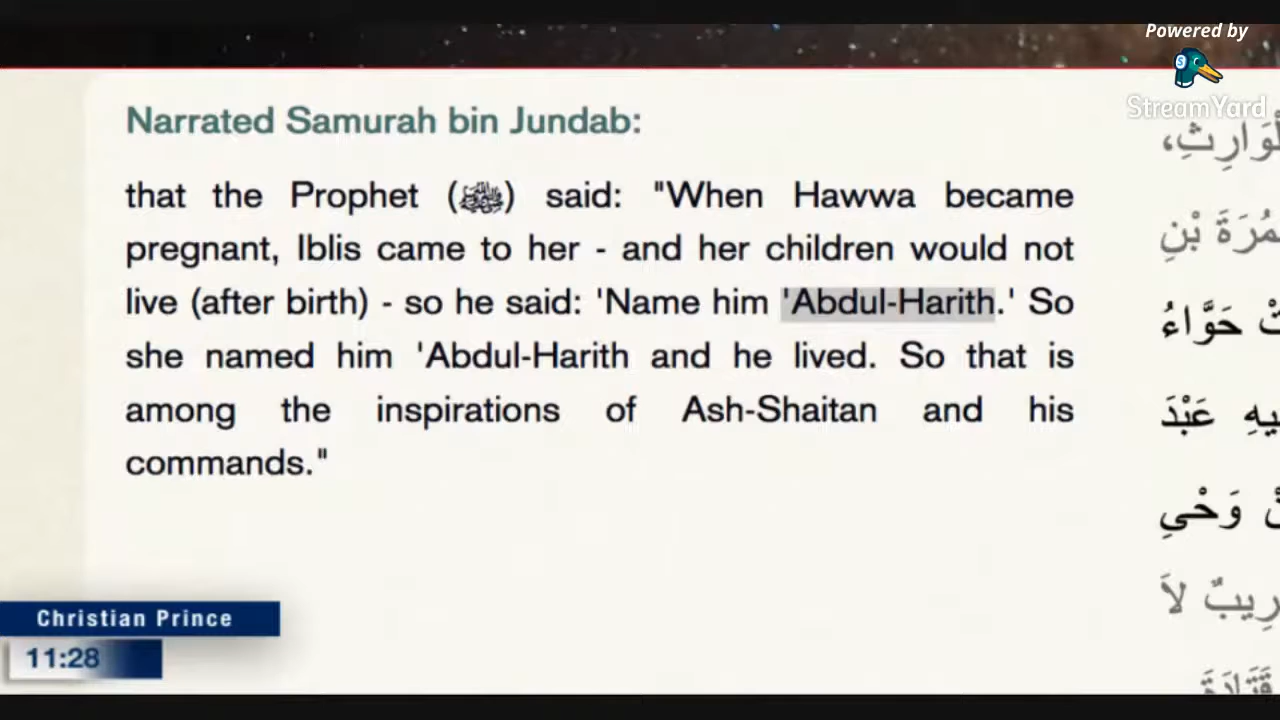 Powered by
StreamYard
Narrated Samurah bin Jundab:
that the Prophet (ﷺ) said: "When Hawwa became
pregnant, Iblis came to her - and her children would not
live (after birth) - so he said: 'Name him 'Abdul-Harith.' So
she named him 'Abdul-Harith and he lived. So that is
among the inspirations of Ash-Shaitan and his
commands."
مُرَةَ بْنِ
حَوَّاءُ
عَبْدَ
وَحْىِ
لاَ
Christian Prince
11:28